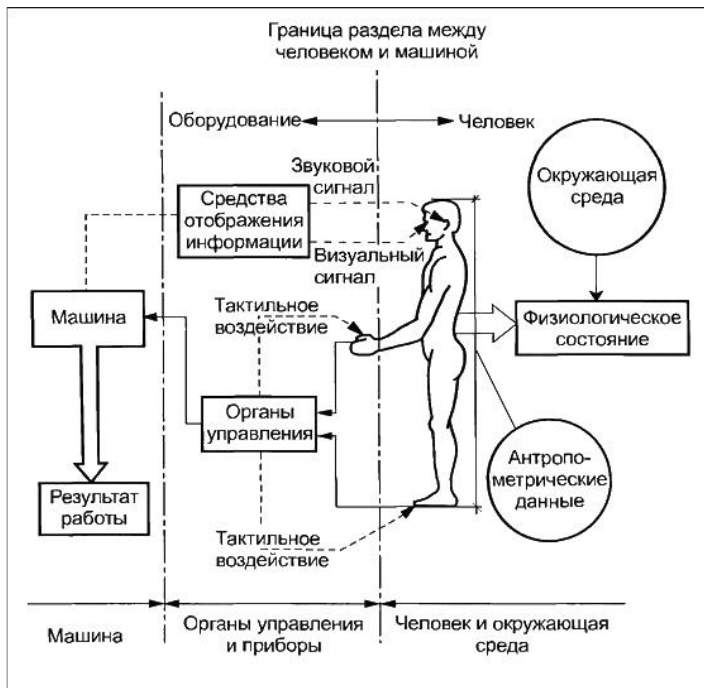 Граница раздела между
человеком и машиной
Оборудование
Человек
Звуковой
сигнал
Средства
отображения
информации
Визуальный
сигнал
Окружающая
среда
Тактильное
воздействие
Машина
Физиологическое
состояние
Органы
управления
Антропо-
метрические
данные
Результат
работы
Тактильное
воздействие
Машина
Органы управления
и приборы
Человек и окружающая
среда